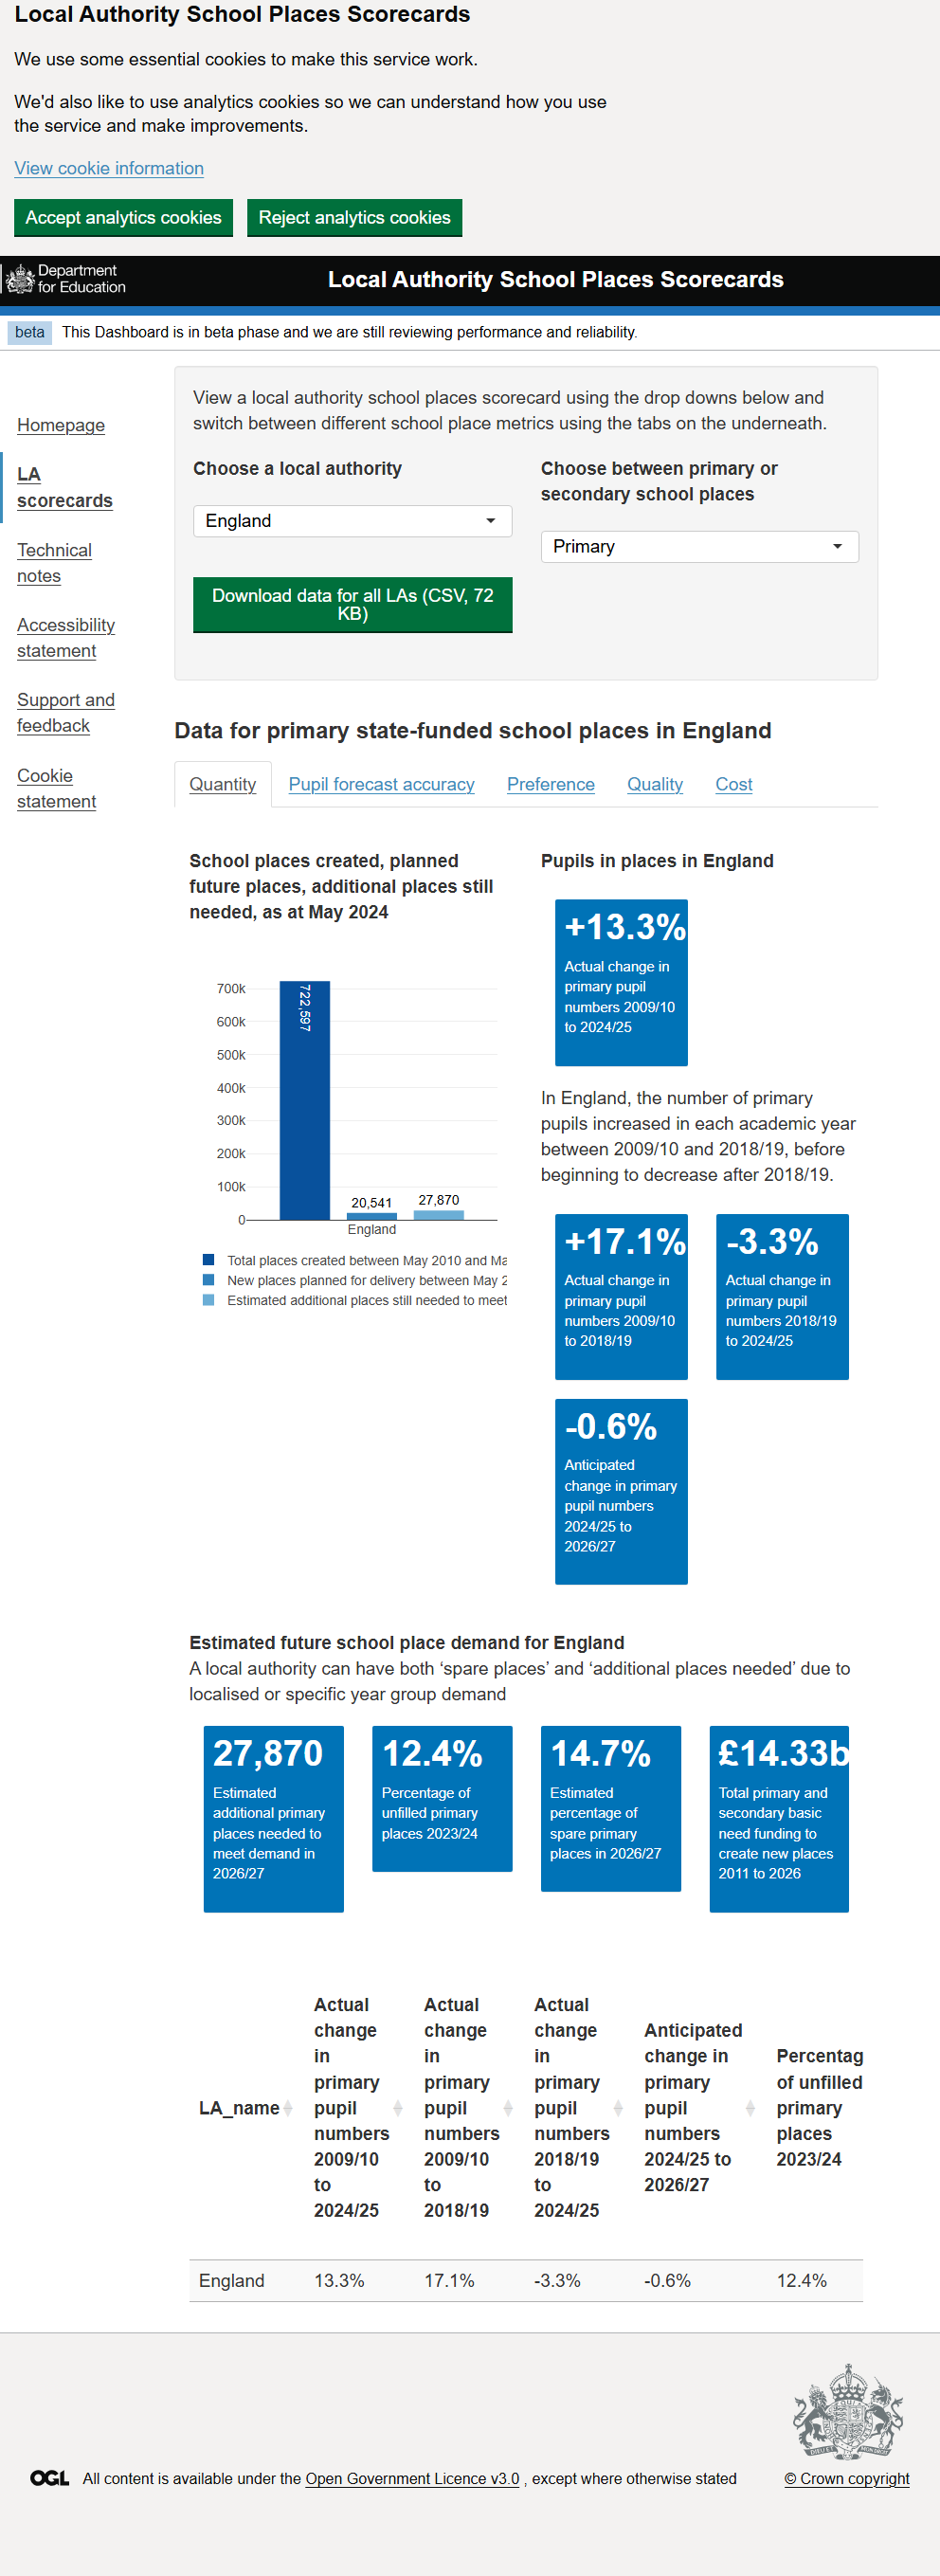 Local Authority School Places Scorecards
We use some essential cookies to make this service work.
We'd also like to use analytics cookies so we can understand how you use
the service and make improvements.
View cookie information
Accept analytics cookies
Reject analytics cookies
Department
for Education
Local Authority School Places Scorecards
beta
This Dashboard is in beta phase and we are still reviewing performance and reliability.
Homepage
LA
scorecards
Technical
notes
Accessibility
statement
Support and
feedback
Cookie
statement
View a local authority school places scorecard using the drop downs below and
switch between different school place metrics using the tabs on the underneath.
Choose a local authority
England
Download data for all LAs (CSV, 72
KB)
Choose between primary or
secondary school places
Primary
Data for primary state-funded school places in England
Quantity
Pupil forecast accuracy
Preference
Quality
Cost
School places created, planned
future places, additional places still
needed, as at May 2024
700k
600k
500k
400k
300k
200k
100k
0
722,597
20,541
27,870
England
Total places created between May 2010 and Ma
New places planned for delivery between May 2
Estimated additional places still needed to meet
Pupils in places in England
+13.3%
Actual change in
primary pupil
numbers 2009/10
to 2024/25
In England, the number of primary
pupils increased in each academic year
between 2009/10 and 2018/19, before
beginning to decrease after 2018/19.
+17.1%
Actual change in
primary pupil
numbers 2009/10
to 2018/19
-3.3%
Actual change in
primary pupil
numbers 2018/19
to 2024/25
-0.6%
Anticipated
change in primary
pupil numbers
2024/25 to
2026/27
Estimated future school place demand for England
A local authority can have both ‘spare places’ and ‘additional places needed’ due to
localised or specific year group demand
27,870
Estimated
additional primary
places needed to
meet demand in
2026/27
12.4%
Percentage of
unfilled primary
places 2023/24
14.7%
Estimated
percentage of
spare primary
places in 2026/27
£14.33b
Total primary and
secondary basic
need funding to
create new places
2011 to 2026
LA_name
Actual
change
in
primary
pupil
numbers
2009/10
to
2024/25
Actual
change
in
primary
pupil
numbers
2009/10
to
2018/19
Actual
change
in
primary
pupil
numbers
2018/19
to
2024/25
Anticipated
change in
primary
pupil
numbers
2024/25 to
2026/27
Percentag
of unfilled
primary
places
2023/24
England 13.3% 17.1% -3.3% -0.6% 12.4%
OGL All content is available under the Open Government Licence v3.0 , except where otherwise stated
© Crown copyright